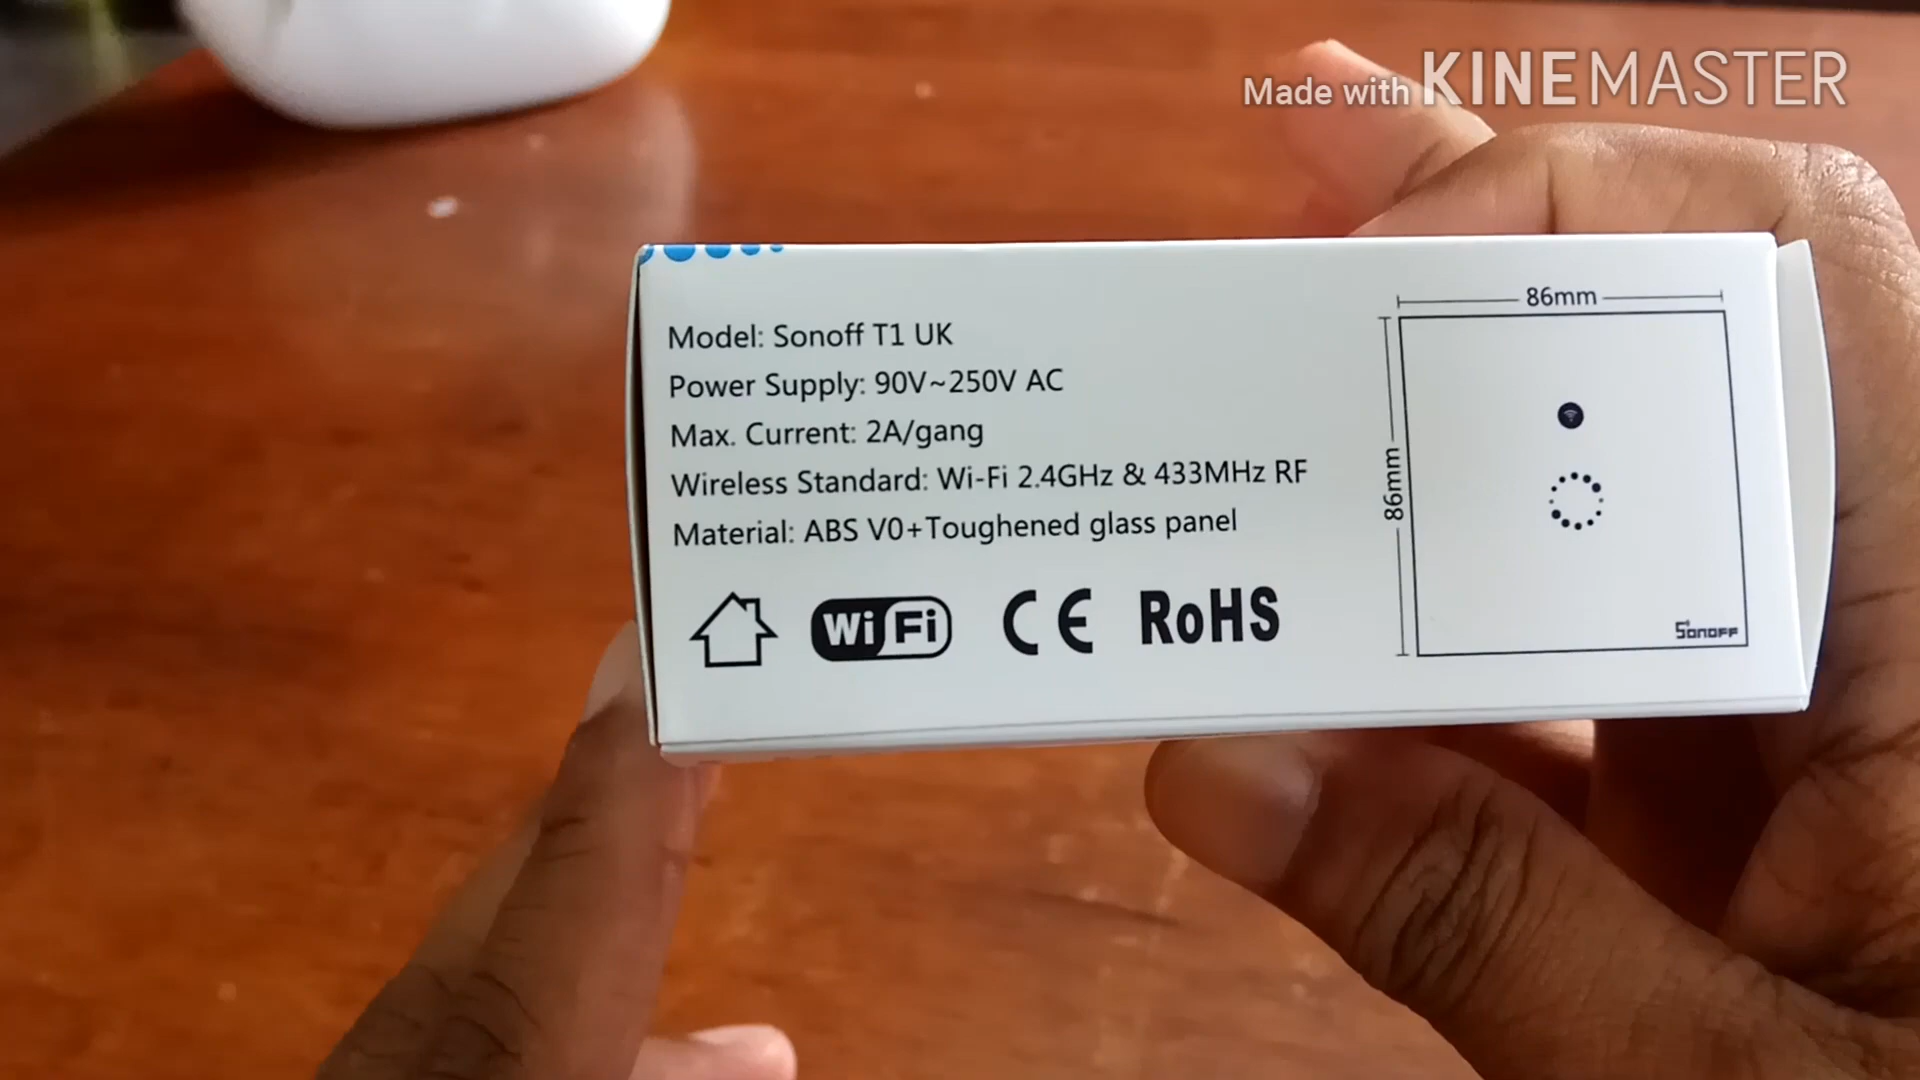 Made with KINEMASTER
Model: Sonoff T1 UK
Power Supply: 90V~250V AC
Max. Current: 2A/gang
Wireless Standard: Wi-Fi 2.4GHz & 433MHz RF
Material: ABS V0+Toughened glass panel
WiFi CE RoHS
86mm
86mm
SONOFF